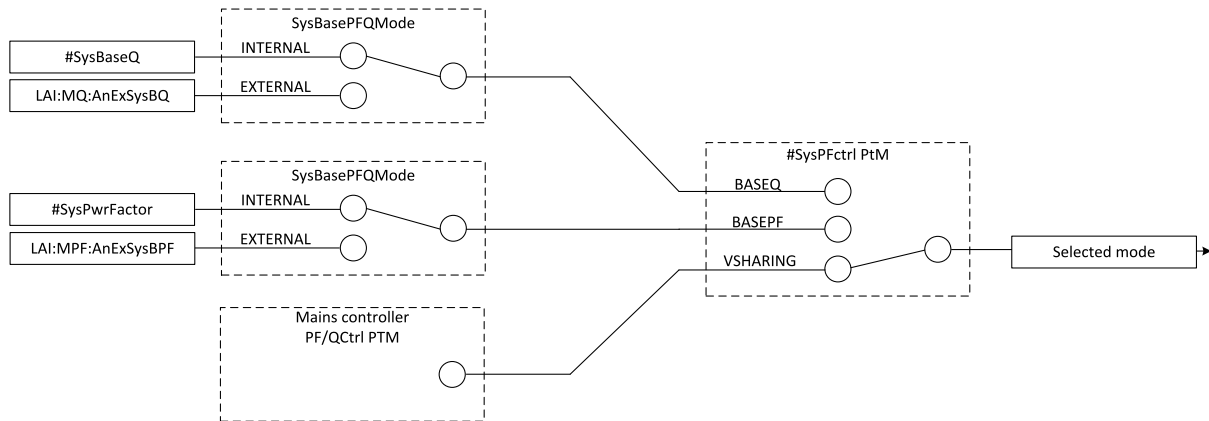 SysBasePFQMode
#SysBaseQ
INTERNAL
LAI:MQ:AnExSysBQ
EXTERNAL
#SysPFctrl PtM
BASEQ
SysBasePFQMode
#SysPwrFactor
INTERNAL
BASEPF
LAI:MPF:AnExSysBPF
EXTERNAL
VSHARING
Selected mode
Mains controller
PF/QCtrl PTM